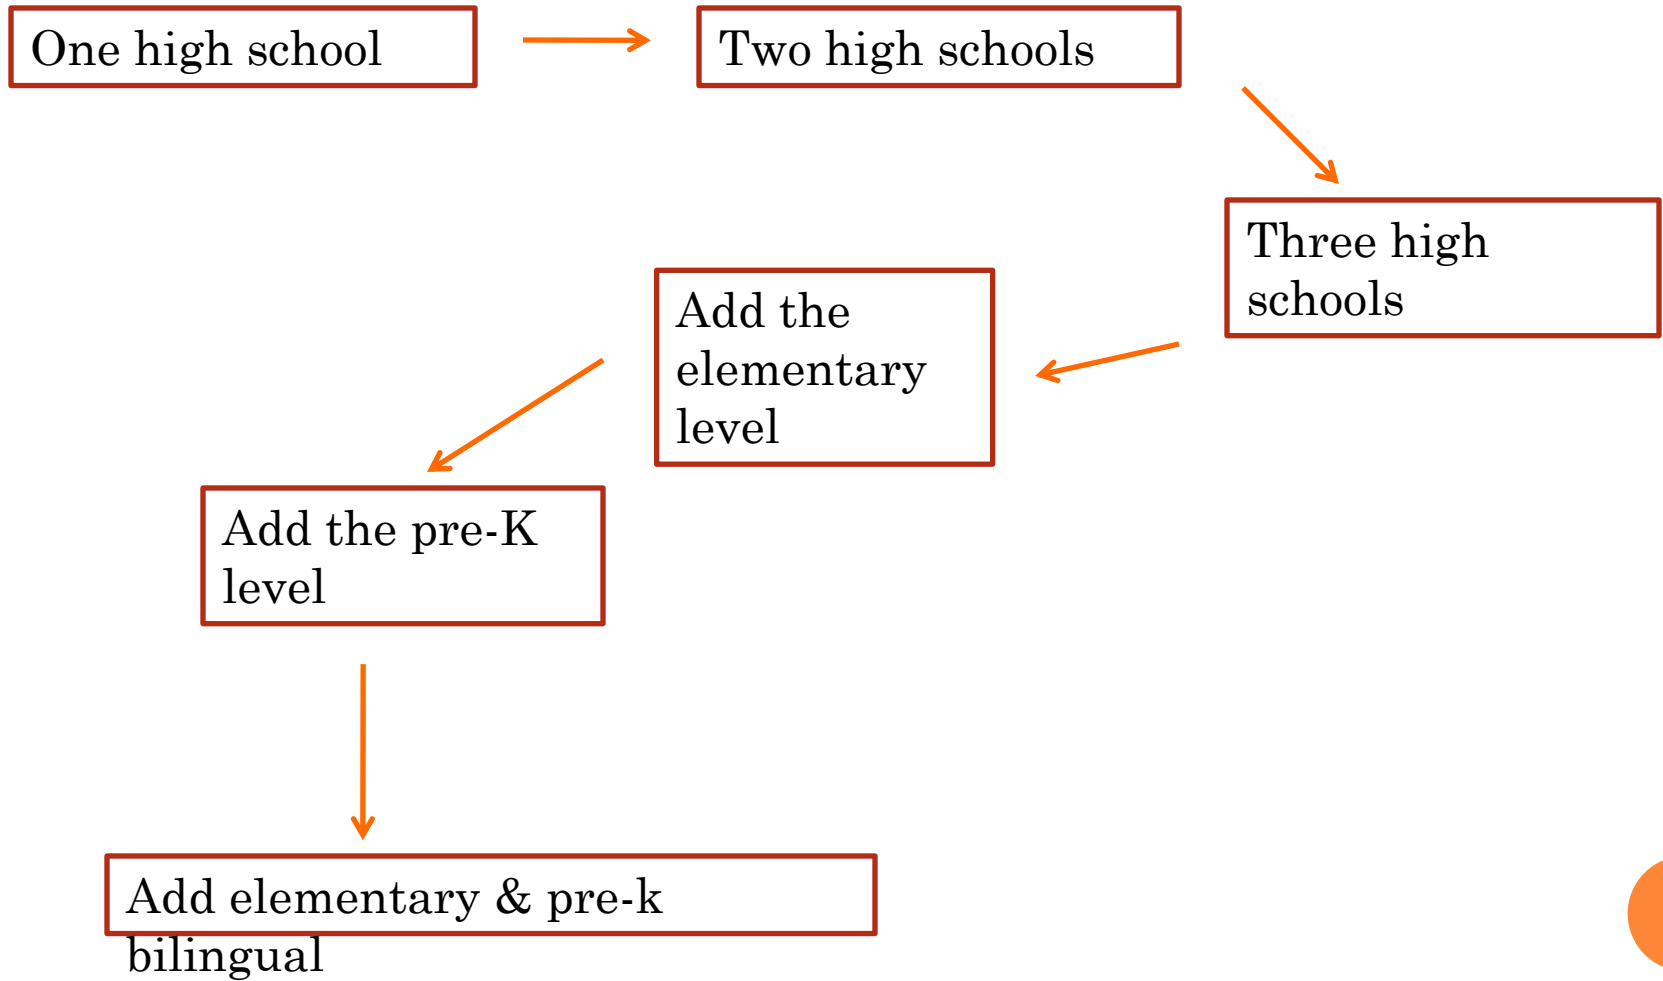 One high school
Two high schools
Three high
schools
Add the
elementary
level
Add the pre-K
level
Add elementary & pre-k
bilingual